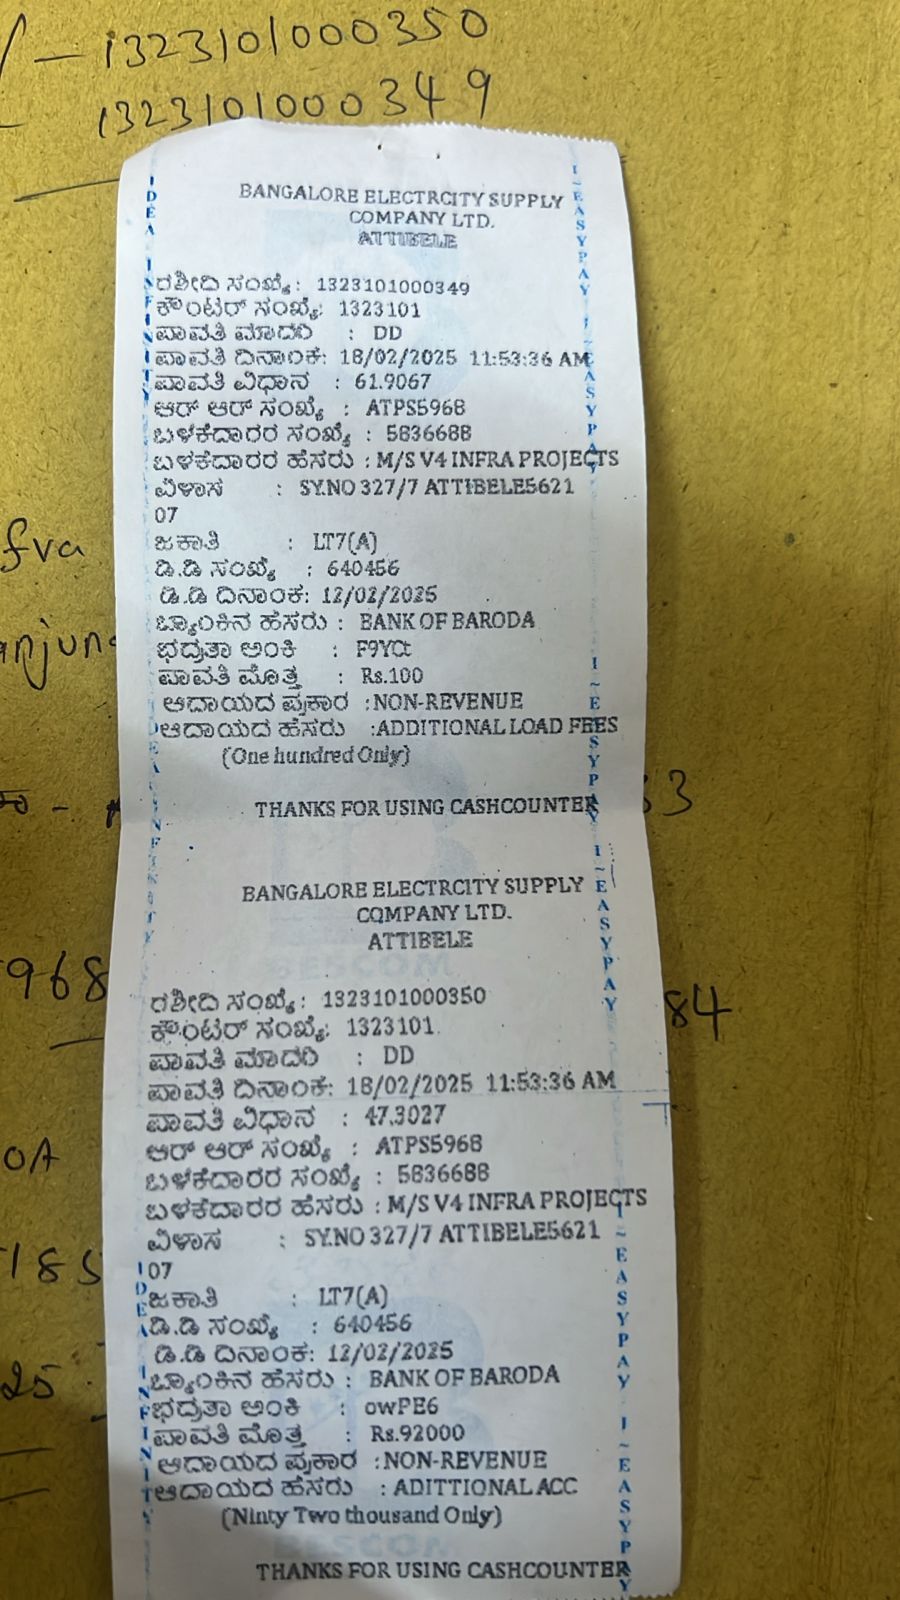 1323101000350
1323101000349
BANGALORE ELECTRCITY SUPPLY
COMPANY LTD.
ATTIBELE
ರಶೀದಿ ಸಂಖ್ಯೆ: 1323101000349
ಕೌಂಟರ್ ಸಂಖ್ಯೆ: 1323101
ಪಾವತಿ ಮಾದರಿ : DD
ಪಾವತಿ ದಿನಾಂಕ: 18/02/2025 11:53:36 AM
ಪಾವತಿ ವಿಧಾನ : 61.9067
ಆರ್ ಆರ್ ಸಂಖ್ಯೆ : ATPS5968
ಬಳಕೆದಾರರ ಸಂಖ್ಯೆ : 5836688
ಬಳಕೆದಾರರ ಹೆಸರು : M/S V4 INFRA PROJECTS
ವಿಳಾಸ : SY.NO 327/7 ATTIBELE5621
07
ಜಕಾತಿ : LT7(A)
ಡಿ.ಡಿ ಸಂಖ್ಯೆ : 640456
ಡಿ.ಡಿ ದಿನಾಂಕ: 12/02/2025
ಬ್ಯಾಂಕಿನ ಹೆಸರು : BANK OF BARODA
ಭದ್ರತಾ ಅಂಕಿ :
ಪಾವತಿ ಮೊತ್ತ : Rs.100
ಆದಾಯದ ಪ್ರಕಾರ :NON-REVENUE
ಆದಾಯದ ಹೆಸರು :ADDITIONAL LOAD FEES
(One hundred Only)
THANKS FOR USING CASHCOUNTER
BANGALORE ELECTRCITY SUPPLY
COMPANY LTD.
ATTIBELE
ರಶೀದಿ ಸಂಖ್ಯೆ: 1323101000350
ಕೌಂಟರ್ ಸಂಖ್ಯೆ: 1323101
ಪಾವತಿ ಮಾದರಿ : DD
ಪಾವತಿ ದಿನಾಂಕ: 18/02/2025 11:53:36 AM
ಪಾವತಿ ವಿಧಾನ : 47.3027
ಆರ್ ಆರ್ ಸಂಖ್ಯೆ : ATPS5968
ಬಳಕೆದಾರರ ಸಂಖ್ಯೆ : 5836688
ಬಳಕೆದಾರರ ಹೆಸರು : M/S V4 INFRA PROJECTS
ವಿಳಾಸ : SY.NO 327/7 ATTIBELE5621
07
ಜಕಾತಿ : LT7(A)
ಡಿ.ಡಿ ಸಂಖ್ಯೆ : 640456
ಡಿ.ಡಿ ದಿನಾಂಕ: 12/02/2025
ಬ್ಯಾಂಕಿನ ಹೆಸರು : BANK OF BARODA
ಭದ್ರತಾ ಅಂಕಿ : owPE6
ಪಾವತಿ ಮೊತ್ತ : Rs.92000
ಆದಾಯದ ಪ್ರಕಾರ :NON-REVENUE
ಆದಾಯದ ಹೆಸರು : ADITTIONAL ACC
(Ninty Two thousand Only)
THANKS FOR USING CASHCOUNTER
IDEA INFINITY
I~EASYPAY
BESCOM